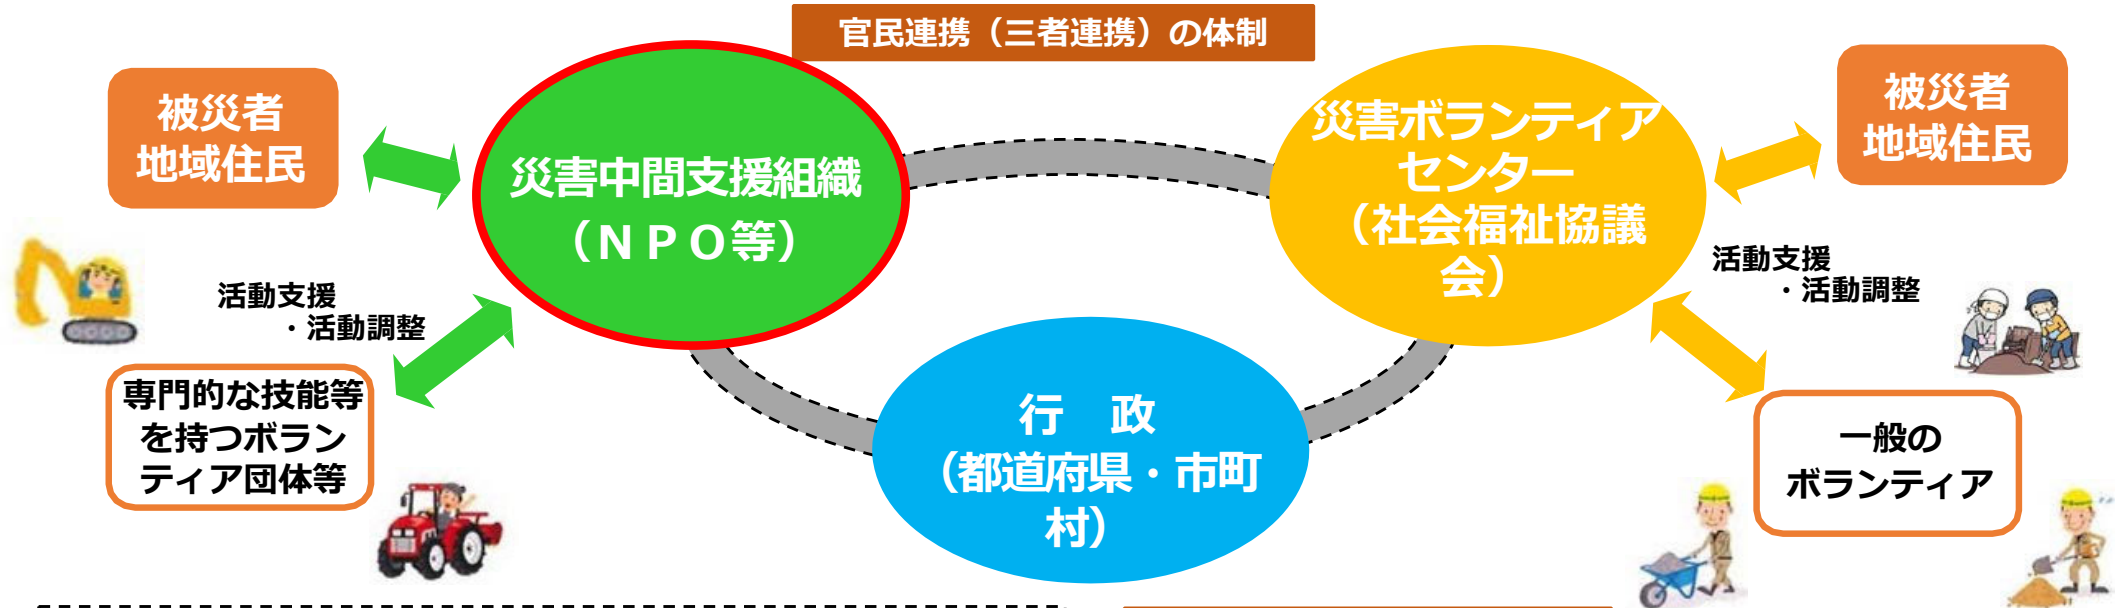 官民連携（三者連携）の体制
被災者
地域住民
災害中間支援組織
（ＮＰＯ等）
活動支援
・活動調整
専門的な技能等
を持つボラン
ティア団体等
災害ボランティア
センター
（社会福祉協議
会）
被災者
地域住民
活動支援
・活動調整
一般の
ボランティア
行　政
（都道府県・市町
村）